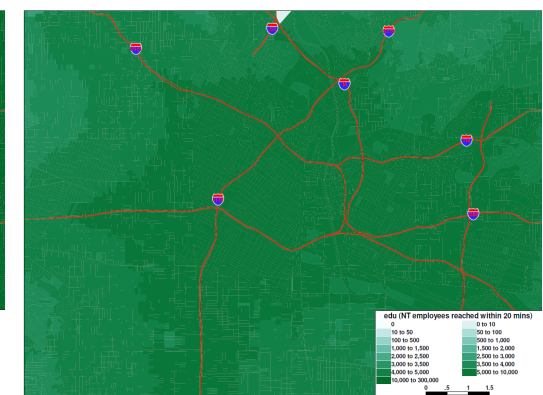 edu (NT employees reached within 20 mins)
0 0 to 10
10 to 50 50 to 100
100 to 500 500 to 1,000
1,000 to 1,500 1,500 to 2,000
2,000 to 2,500 2,500 to 3,000
3,000 to 3,500 3,500 to 4,000
4,000 to 5,000 5,000 to 10,000
10,000 to 300,000
0 .5 1 1.5